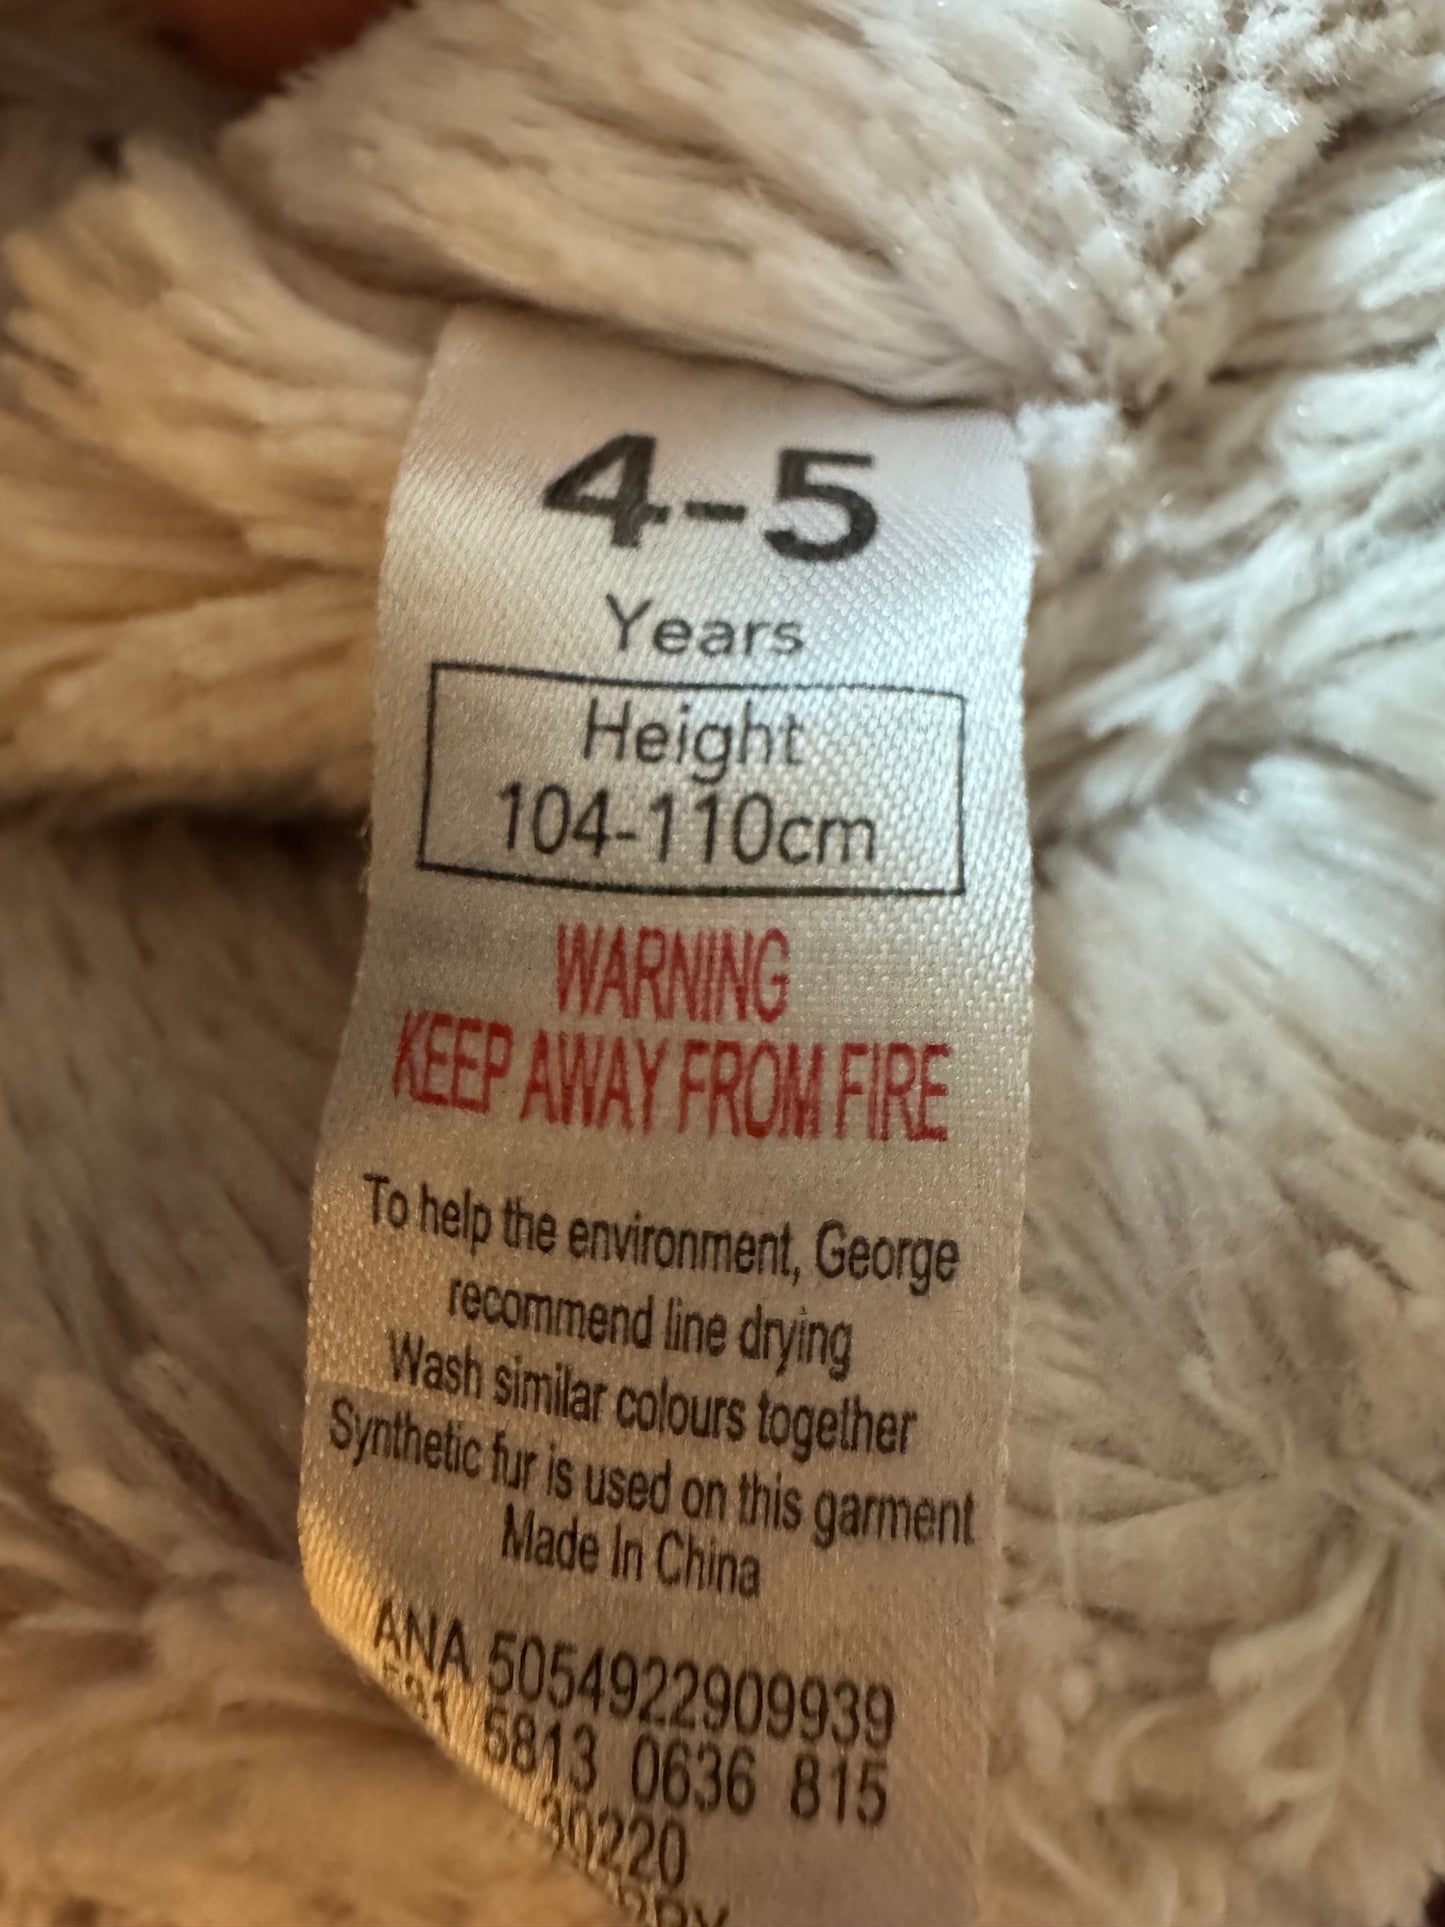 4-5
Years
Height
104-110cm
WARNING
KEEP AWAY FROM FIRE
To help the environment, George
recommend line drying
Wash similar colours together
Synthetic fur is used on this garment
Made In China
ANA 5054922909939
5813 0636 815